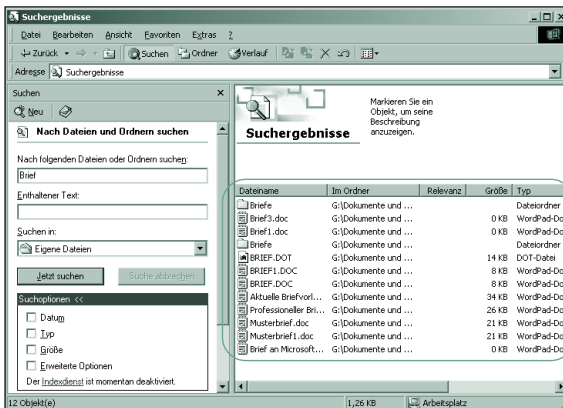 Suchergebnisse
Datei Bearbeiten Ansicht Favoriten Extras ?
Zurück Suchen Ordner Verlauf
Adresse Suchergebnisse
Suchen
Neu
Nach Dateien und Ordnern suchen
Nach folgenden Dateien oder Ordnern suchen:
Brief
Enthaltener Text:
Suchen in:
Eigene Dateien
Jetzt suchen Suche abbrechen
Suchoptionen <<
Datum
Typ
Größe
Erweiterte Optionen
Der Indexdienst ist momentan deaktiviert.
Suchergebnisse
Markieren Sie ein
Objekt, um seine
Beschreibung
anzuzeigen.
Dateiname Im Ordner Relevanz Größe Typ
Briefe G:\Dokumente und ... Dateiordner
Brief3.doc G:\Dokumente und ... 0 KB WordPad-Do
Brief1.doc G:\Dokumente und ... 0 KB WordPad-Do
Briefe G:\Dokumente und ... Dateiordner
BRIEF.DOT G:\Dokumente und ... 14 KB DOT-Datei
BRIEF1.DOC G:\Dokumente und ... 8 KB WordPad-Do
BRIEF.DOC G:\Dokumente und ... 8 KB WordPad-Do
Aktuelle Briefvorl... G:\Dokumente und ... 34 KB WordPad-Do
Professioneller Bri... G:\Dokumente und ... 26 KB WordPad-Do
Musterbrief.doc G:\Dokumente und ... 21 KB WordPad-Do
Musterbrief1.doc G:\Dokumente und ... 21 KB WordPad-Do
Brief an Microsoft... G:\Dokumente und ... 0 KB WordPad-Do
12 Objekt(e) 1,26 KB Arbeitsplatz